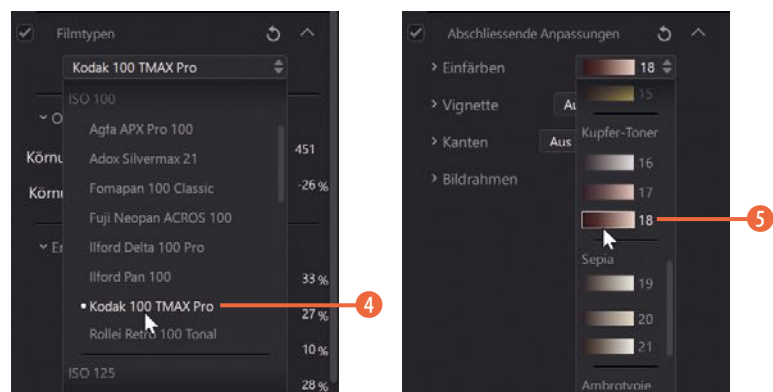 Filmtypen
Kodak 100 TMAX Pro
ISO 100
Agfa APX Pro 100
Adox Silvermax 21
Körnu 451
Fomapan 100 Classic
Körni -26 %
Fuji Neopan ACROS 100
Ilford Delta 100 Pro
Ilford Pan 100
33 %
• Kodak 100 TMAX Pro
27 %
4
Rollei Retro 100 Tonal
10 %
ISO 125
28 %
Abschliessende Anpassungen
Einfärben 18
15
Vignette
Kupfer-Toner
Kanten Aus
16
Bildrahmen
17
18
5
Sepia
19
20
21
Ambrotypie